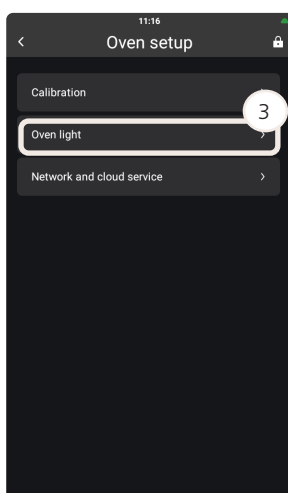 11:16
Oven setup
Calibration
3
Oven light
Network and cloud service